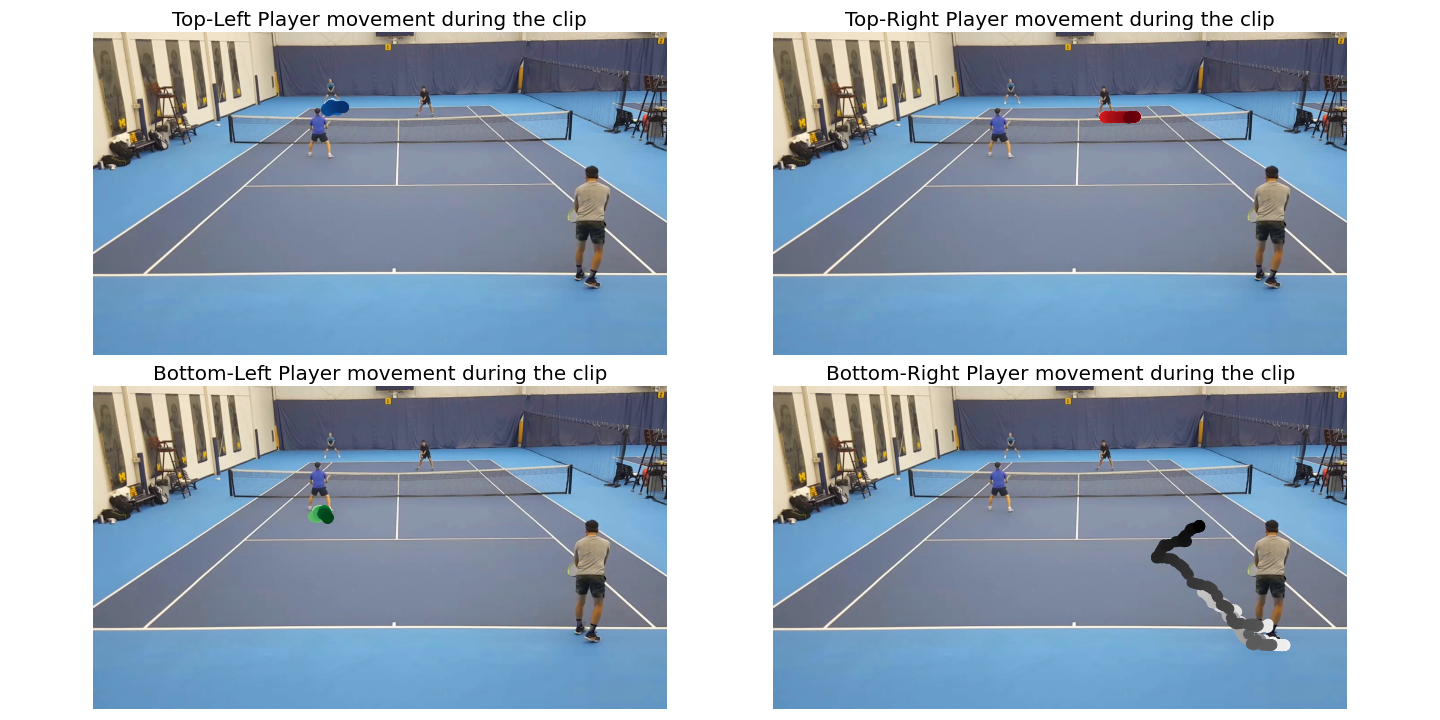 Top-Left Player movement during the clip
Top-Right Player movement during the clip
Bottom-Left Player movement during the clip
Bottom-Right Player movement during the clip